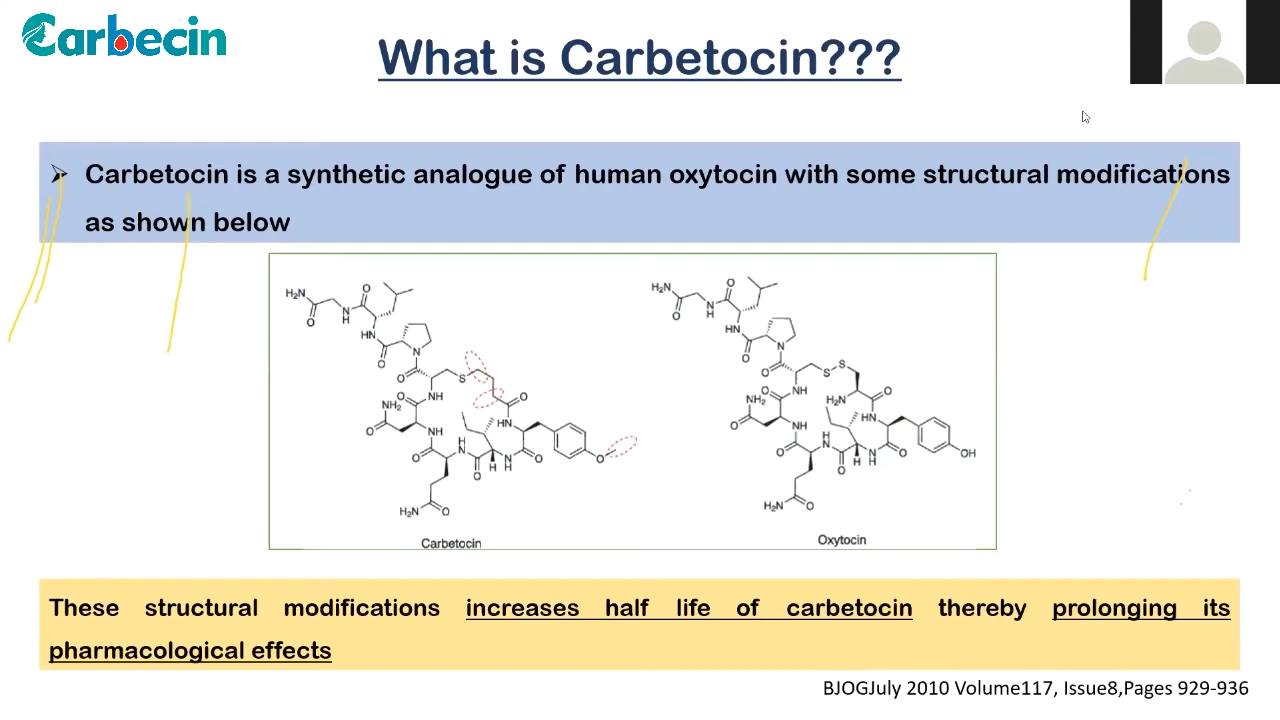 Carbecin
What is Carbetocin???
➢ Carbetocin is a synthetic analogue of human oxytocin with some structural modifications
as shown below
H₂N
O
N
H
O
HN
O
N
O
S
NH
O
NH₂
O
NH
O
H
N
O
H
N
H
HN
O
O
O
H₂N
O
Carbetocin
H₂N
O
N
H
O
HN
O
N
O
S
S
NH
O
NH₂
O
NH
O
H
N
O
H
N
H
H₂N
O
HN
O
OH
H₂N
O
Oxytocin
These structural modifications increases half life of carbetocin thereby prolonging its
pharmacological effects
BJOGJuly 2010 Volume117, Issue8,Pages 929-936